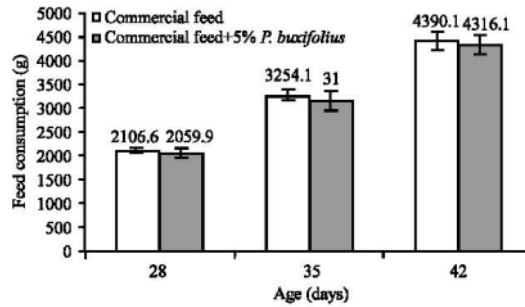 Commercial feed
Commercial feed+5% P. buxifolius
5000
4500
4000
3500
3000
2500
2000
1500
1000
500
0
Feed consumption (g)
2106.6 2059.9
3254.1 31
4390.1 4316.1
28 35 42
Age (days)